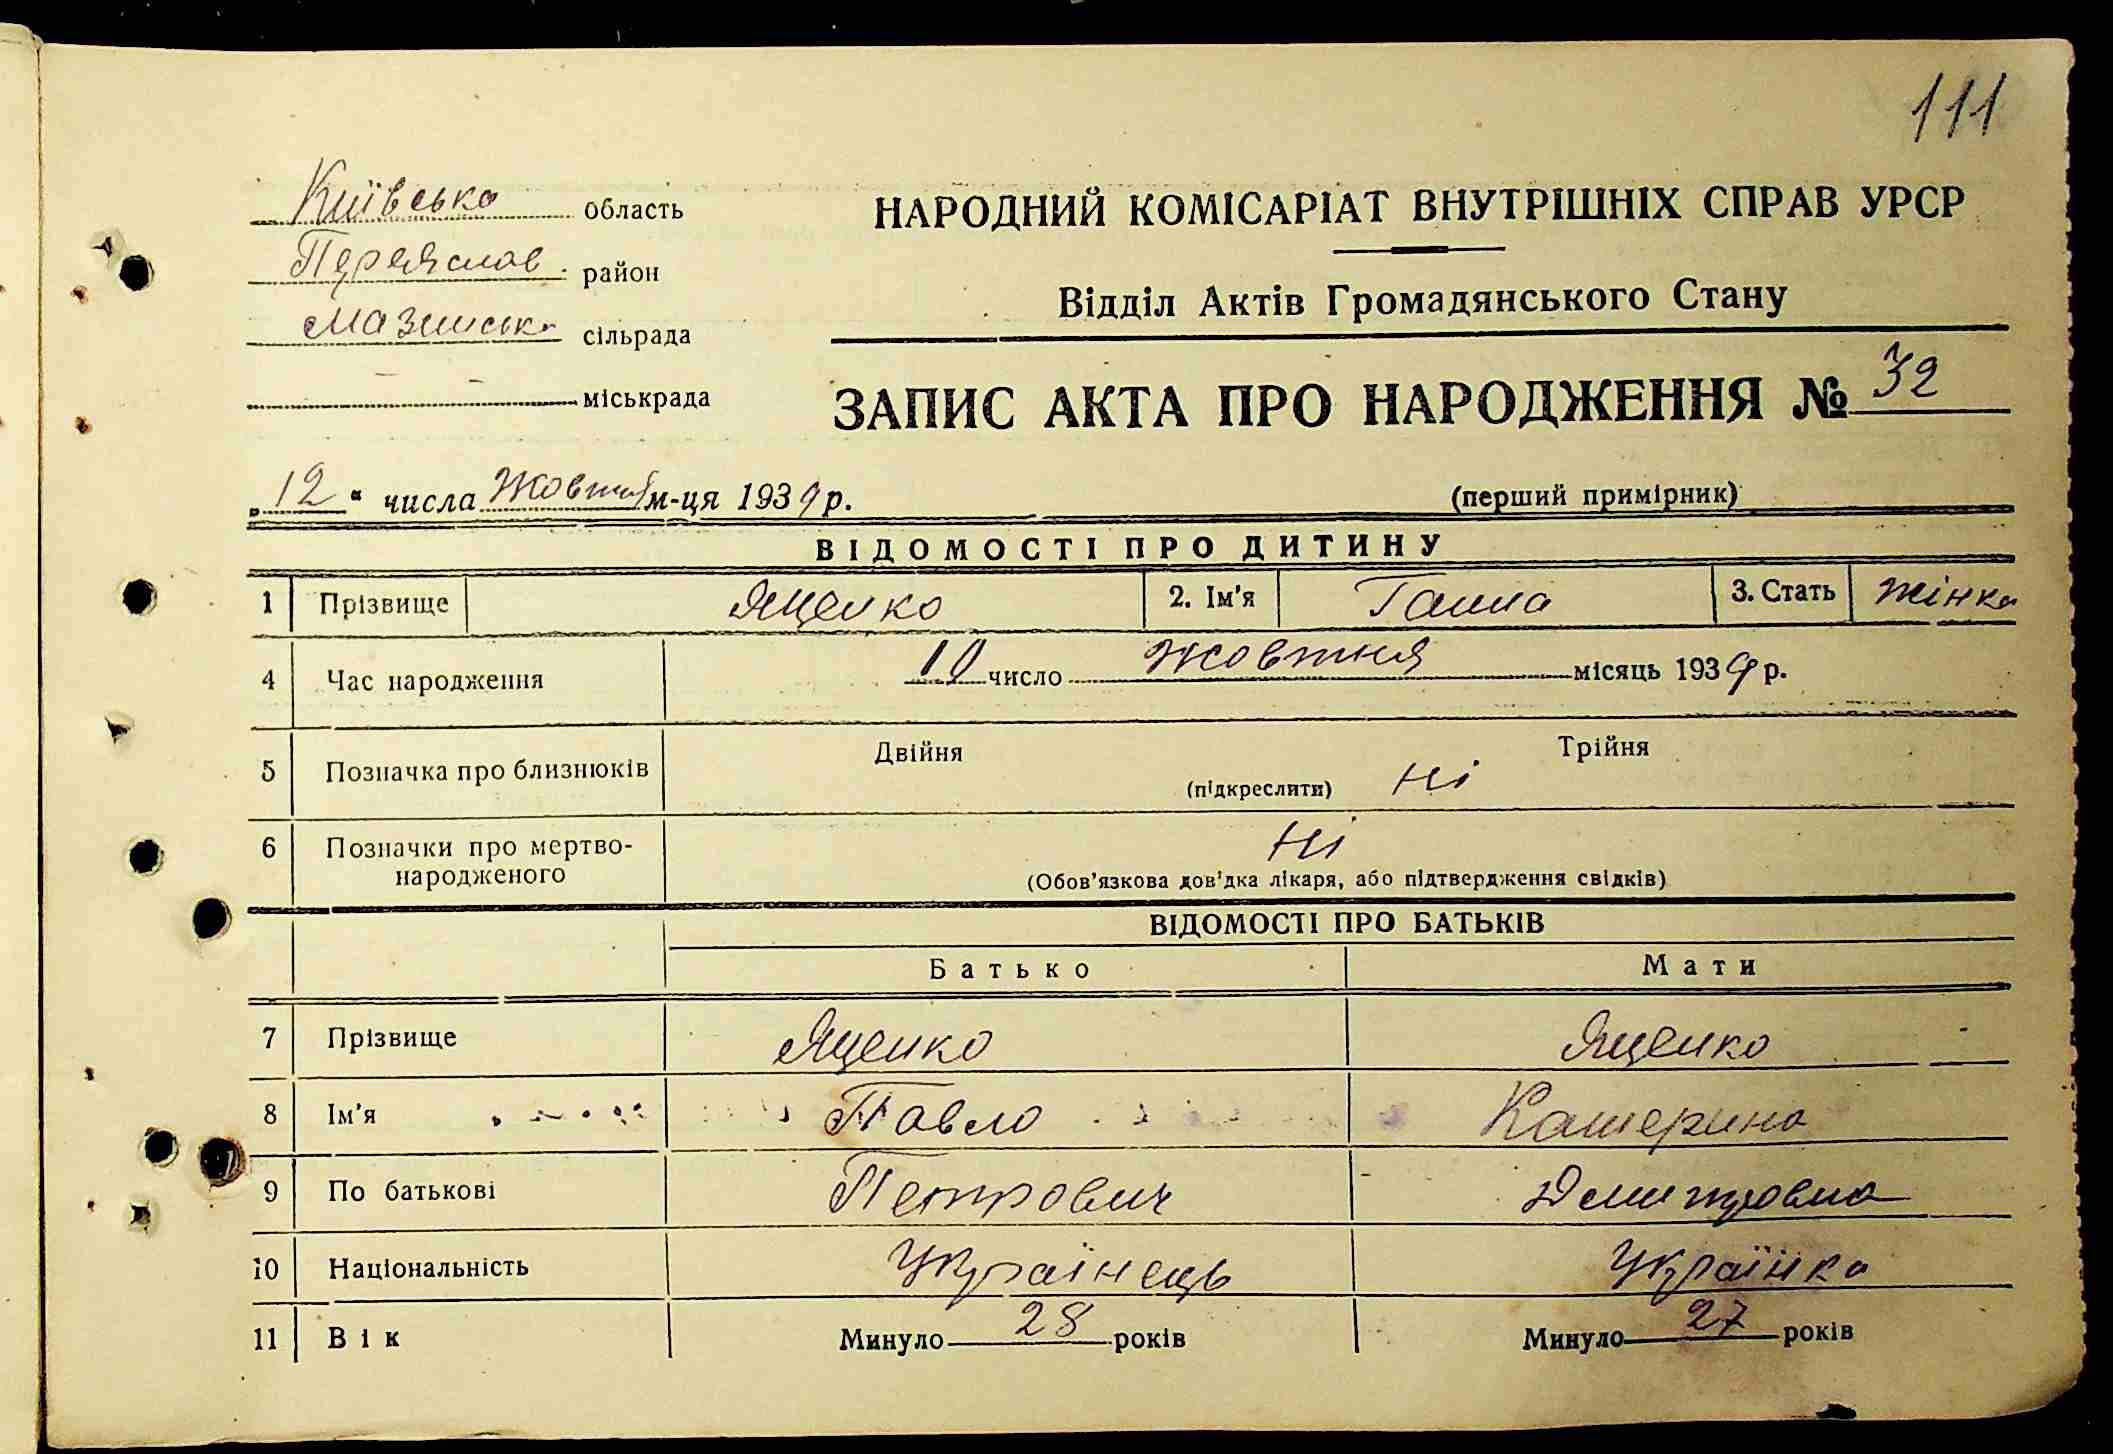 111
Київська область
НАРОДНИЙ КОМІСАРІАТ ВНУТРІШНІХ СПРАВ УРСР
Переяслав. район
Відділ Актів Громадянського Стану
сільрада
міськрада
ЗАПИС АКТА ПРО НАРОДЖЕННЯ № 32
„12“ числа Жовтня м-ця 1939 р.
(перший примірник)
ВІДОМОСТІ ПРО ДИТИНУ
1 Прізвище Яценко 2. Ім'я Ганна 3. Стать жінка
4 Час народження 10 число Жовтня місяць 1939 р.
5 Позначка про близнюків Двійня Трійня
(підкреслити) Ні
6 Позначки про мертво-
народженого Ні
(Обов'язкова дов'дка лікаря, або підтвердження свідків)
ВІДОМОСТІ ПРО БАТЬКІВ
Батько Мати
7 Прізвище Яценко Яценко
8 Ім'я Павло Катерина
9 По батькові Петрович Демитровна
10 Національність Українець Українка
11 Вік Минуло 28 років Минуло 27 років